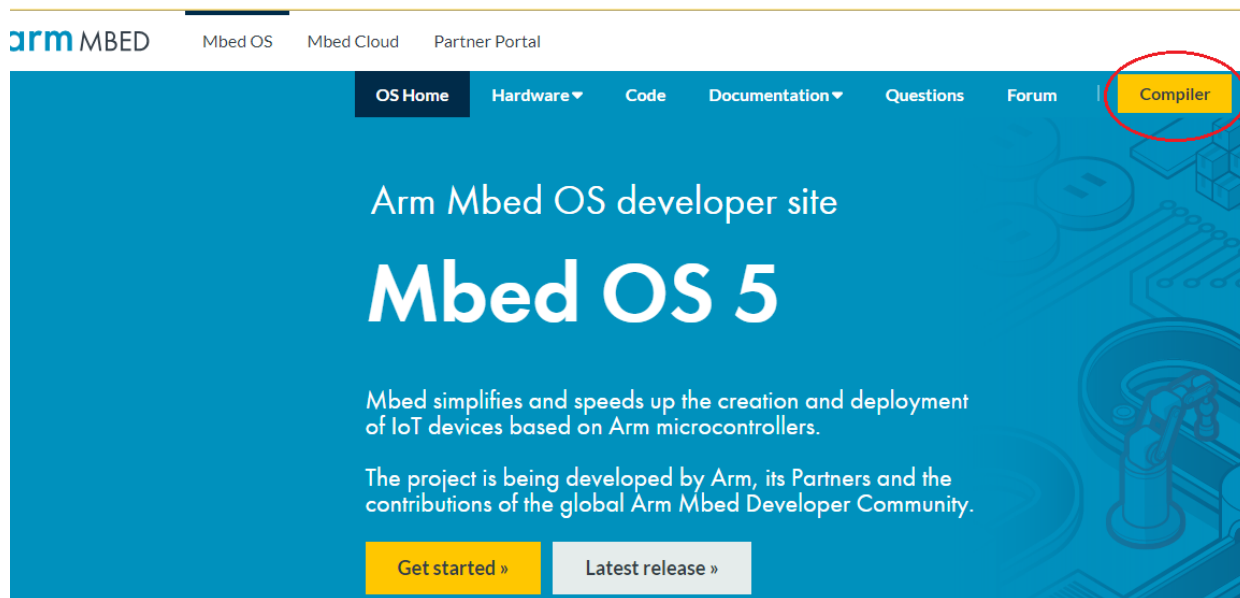 arm MBED
Mbed OS Mbed Cloud Partner Portal
OS Home Hardware Code Documentation Questions Forum | Compiler
Arm Mbed OS developer site
Mbed OS 5
Mbed simplifies and speeds up the creation and deployment
of IoT devices based on Arm microcontrollers.
The project is being developed by Arm, its Partners and the
contributions of the global Arm Mbed Developer Community.
Get started » Latest release »